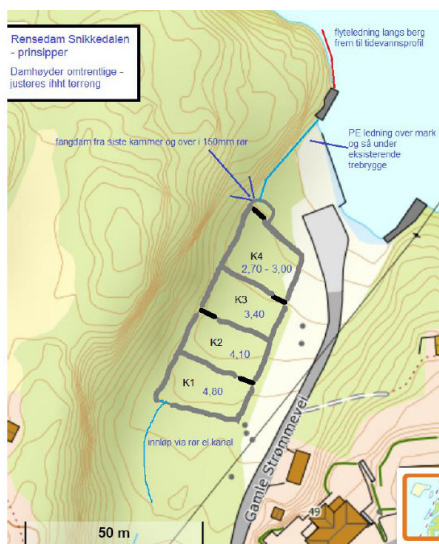 Rensedam Snikkedalen
- prinsipper
Damhøyder omtrentlige -
justeres ihht terreng
flyteledning langs berg
frem til tidevannsprofil
PE ledning over mark
og så under
eksisterende
trebrygge
fangdam fra siste kammer og over i 150mm rør
K4
2,70 - 3,00
K3
3,40
K2
4,10
K1
4,80
innløp via rør el.kanal
Gamle Strømmevei
49
50 m